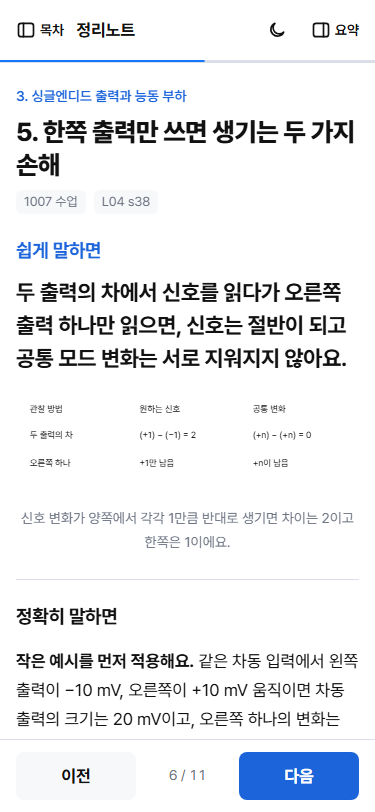 목차 정리노트 요약
3. 싱글엔디드 출력과 능동 부하
5. 한쪽 출력만 쓰면 생기는 두 가지
손해
1007 수업 L04 s38
쉽게 말하면
두 출력의 차에서 신호를 읽다가 오른쪽
출력 하나만 읽으면, 신호는 절반이 되고
공통 모드 변화는 서로 지워지지 않아요.
관찰 방법 원하는 신호 공통 변화
두 출력의 차 (+1) − (−1) = 2 (+n) − (+n) = 0
오른쪽 하나 +1만 남음 +n이 남음
신호 변화가 양쪽에서 각각 1만큼 반대로 생기면 차이는 2이고
한쪽은 1이에요.
정확히 말하면
작은 예시를 먼저 적용해요. 같은 차동 입력에서 왼쪽
출력이 −10 mV, 오른쪽이 +10 mV 움직이면 차동
출력의 크기는 20 mV이고, 오른쪽 하나의 변화는
이전 6 / 11 다음